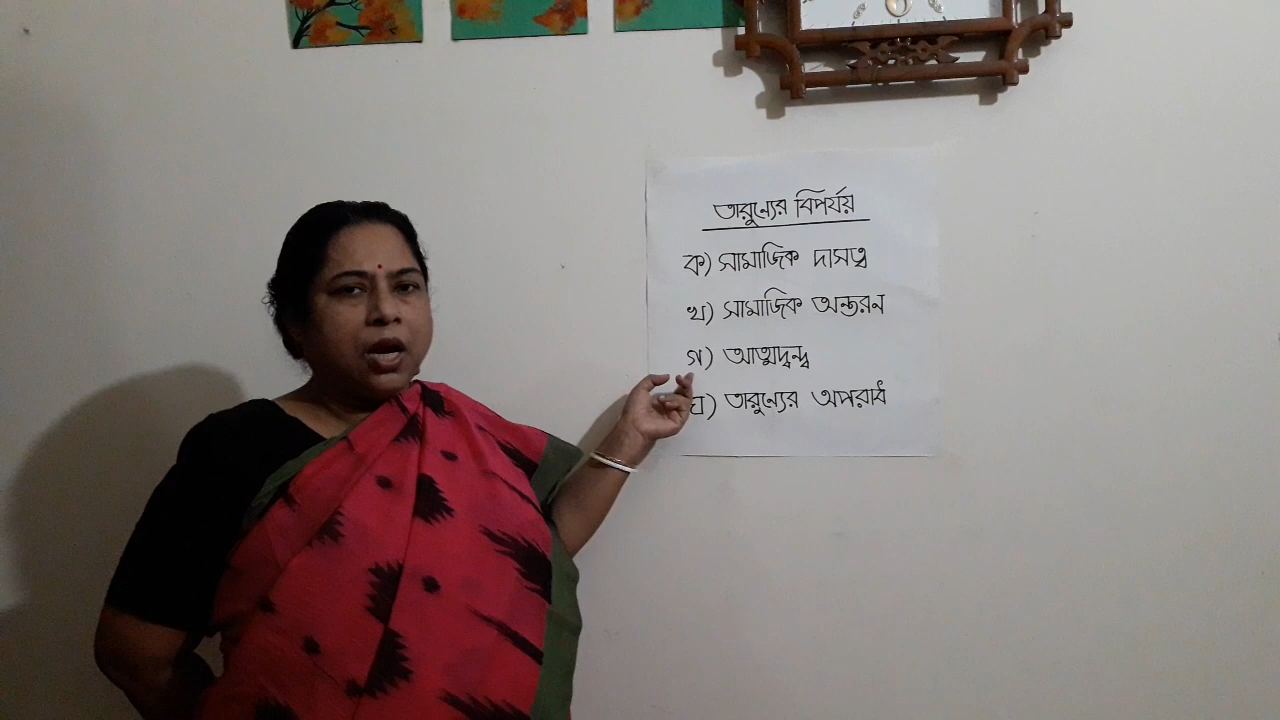 তারুন্যের বিপর্যয়
ক) সামাজিক দাসত্ব
খ) সামাজিক অন্তরন
গ) আত্মদ্বন্দ্ব
ঘ) তারুন্যের অপরাধ